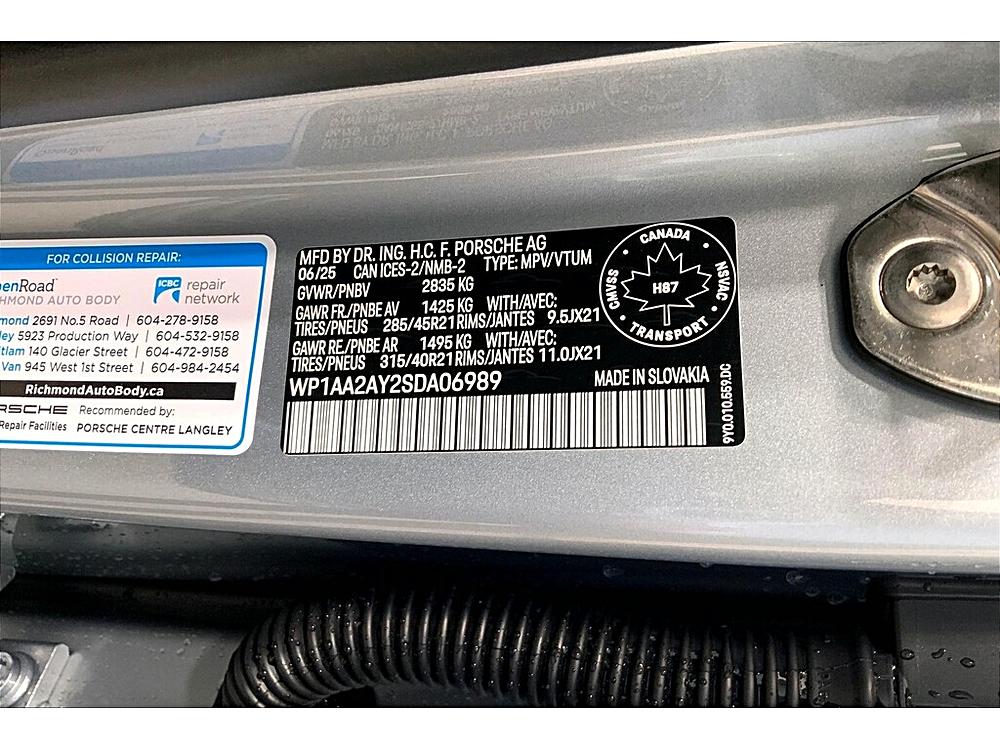 FOR COLLISION REPAIR:
penRoad
CHMOND AUTO BODY
ICBC repair
network
mond 2691 No.5 Road | 604-278-9158
ley 5923 Production Way | 604-532-9158
itlam 140 Glacier Street | 604-472-9158
Van 945 West 1st Street | 604-984-2454
RichmondAutoBody.ca
RSCHE Recommended by:
Repair Facilities PORSCHE CENTRE LANGLEY
MFD BY DR. ING. H.C. F. PORSCHE AG
06/25 CAN ICES-2/NMB-2 TYPE: MPV/VTUM
GVWR/PNBV 2835 KG
GAWR FR./PNBE AV 1425 KG WITH/AVEC:
TIRES/PNEUS 285/45R21 RIMS/JANTES 9.5JX21
GAWR RE./PNBE AR 1495 KG WITH/AVEC:
TIRES/PNEUS 315/40R21 RIMS/JANTES 11.0JX21
WP1AA2AY2SDA06989 MADE IN SLOVAKIA
CANADA
CMVSS
NSVAC
H87
TRANSPORT
9Y0.010.559.DC